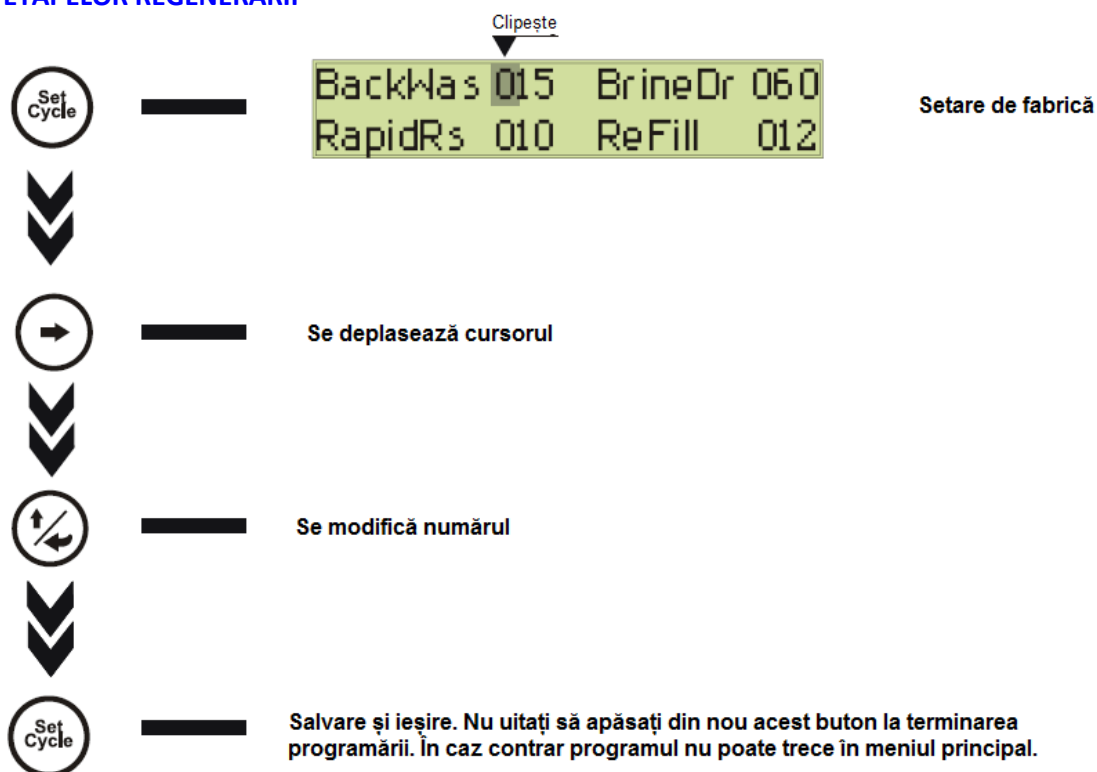 ETAPELOR REGENERĂRII
Clipește
Set Cycle
BackWas 015 BrineDr 060
RapidRs 010 ReFill 012
Setare de fabrică
Se deplasează cursorul
Se modifică numărul
Set Cycle
Salvare și ieșire. Nu uitați să apăsați din nou acest buton la terminarea
programării. În caz contrar programul nu poate trece în meniul principal.